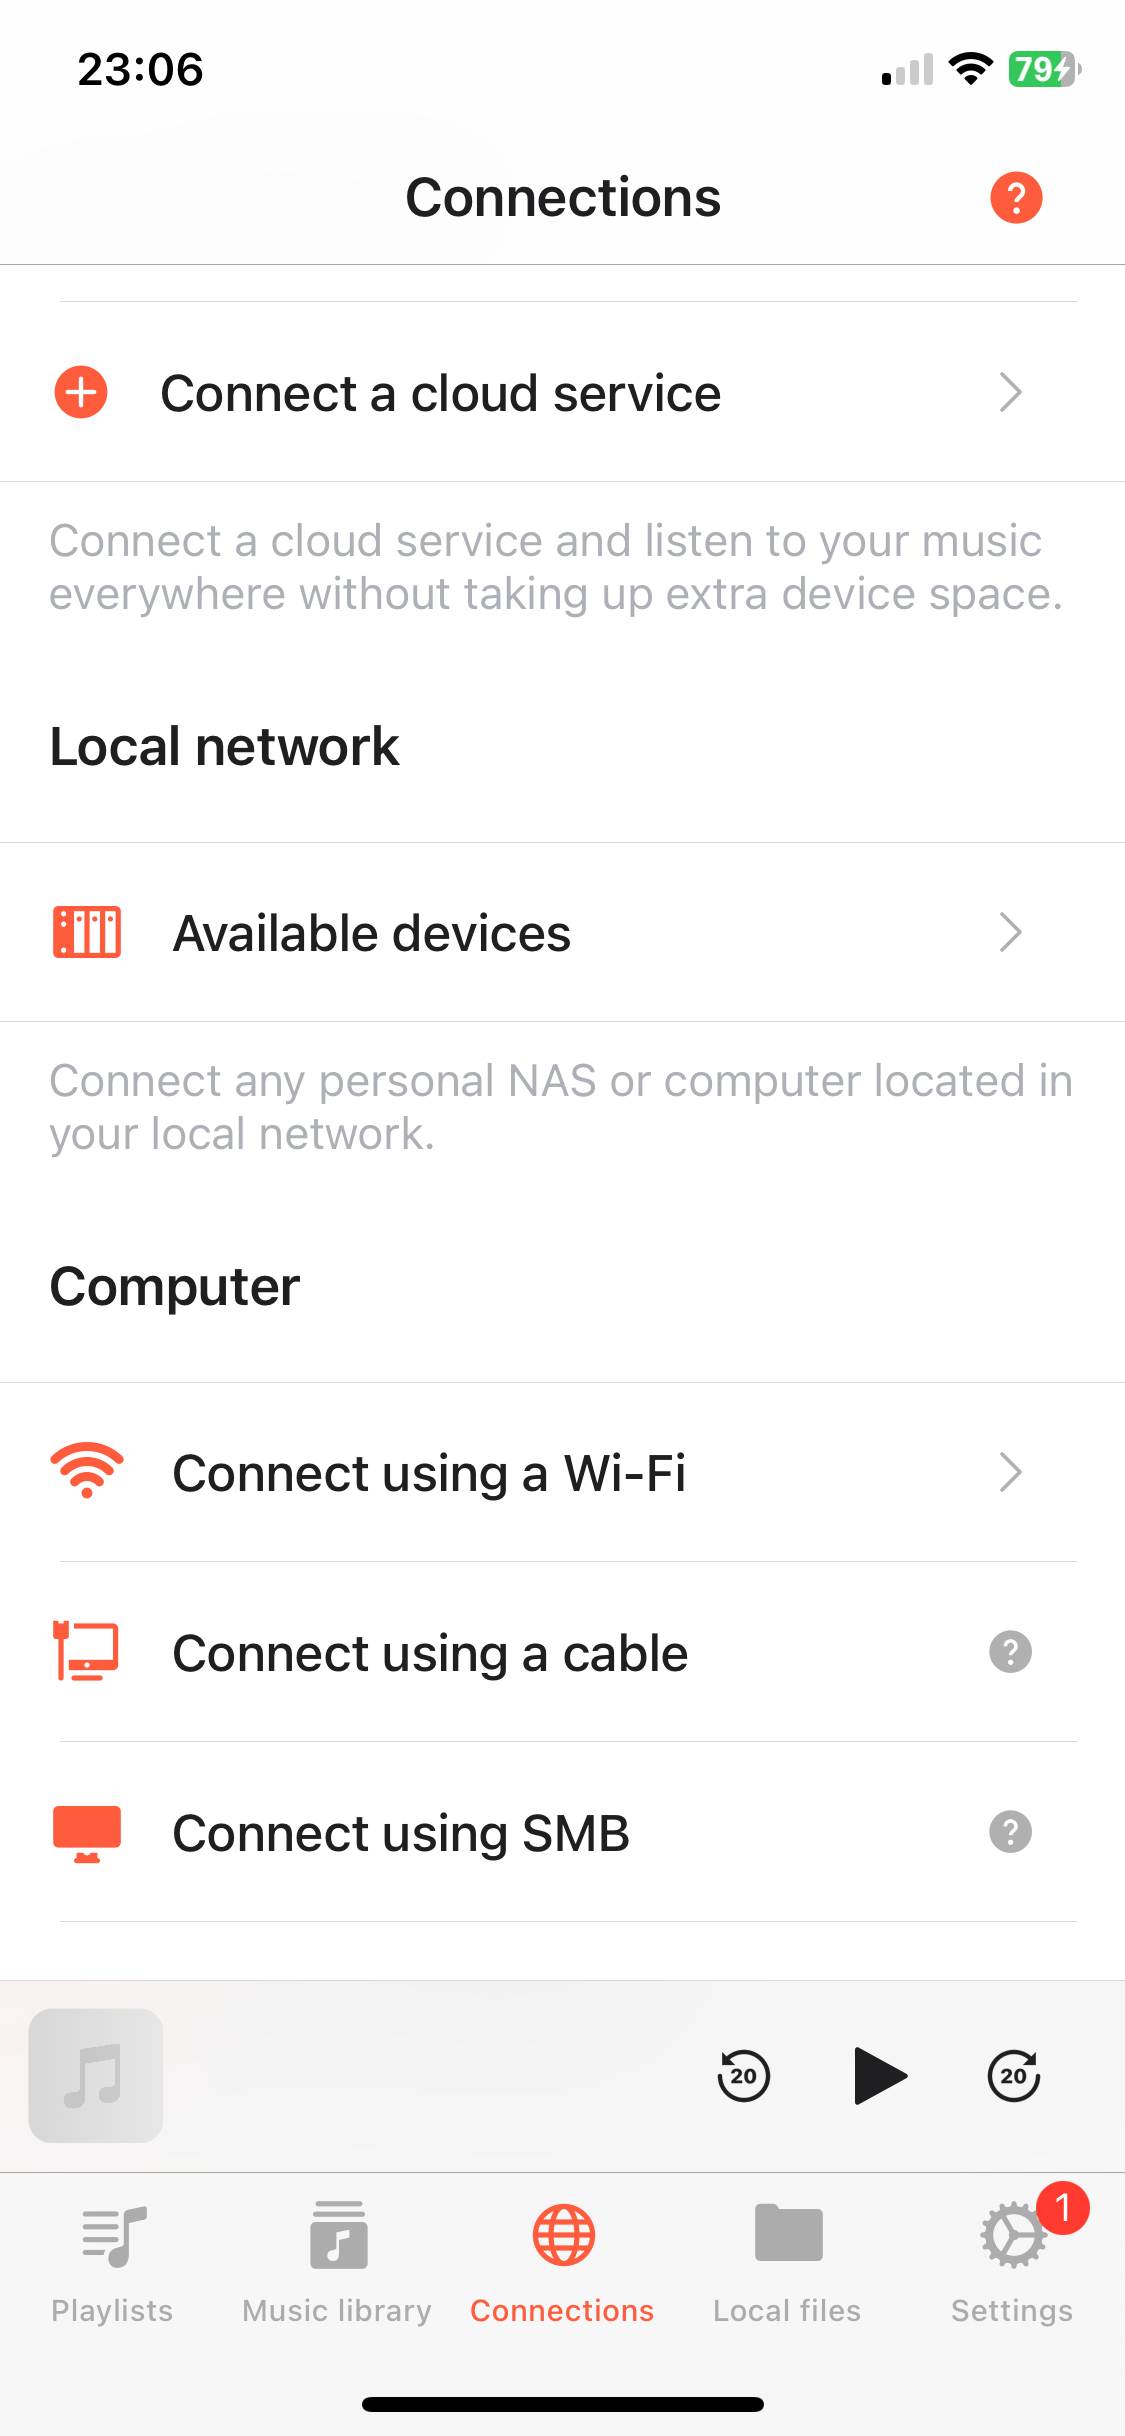 23:06
79
Connections
?
Connect a cloud service
Connect a cloud service and listen to your music
everywhere without taking up extra device space.
Local network
Available devices
Connect any personal NAS or computer located in
your local network.
Computer
Connect using a Wi-Fi
Connect using a cable
?
Connect using SMB
?
20
20
1
Playlists
Music library
Connections
Local files
Settings